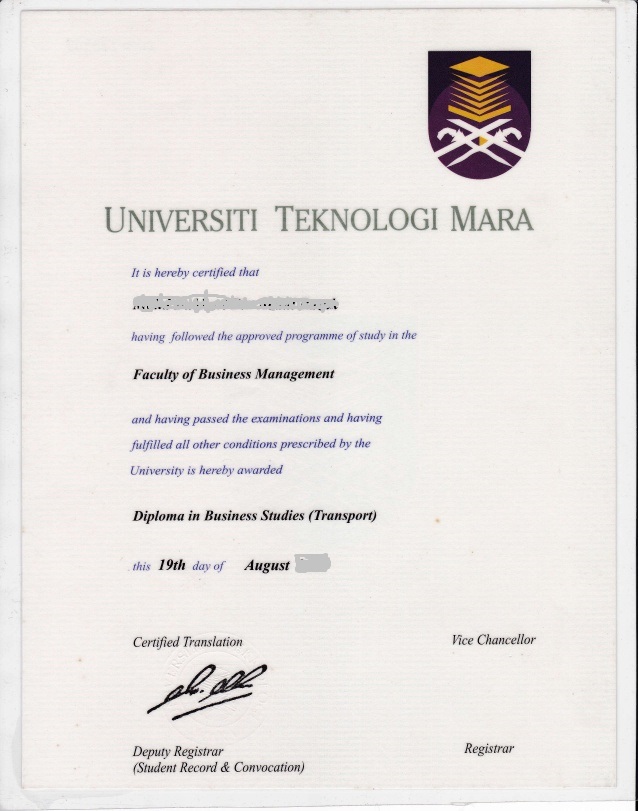 UNIVERSITI TEKNOLOGI MARA
It is hereby certified that
having followed the approved programme of study in the
Faculty of Business Management
and having passed the examinations and having
fulfilled all other conditions prescribed by the
University is hereby awarded
Diploma in Business Studies (Transport)
this 19th day of August
Certified Translation
Vice Chancellor
Deputy Registrar
(Student Record & Convocation)
Registrar